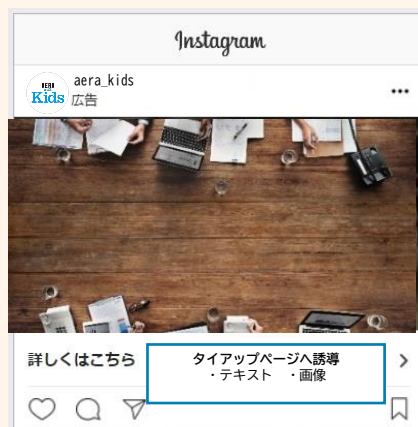 Instagram
AERA
Kids
aera_kids
広告
詳しくはこちら
タイアップページへ誘導
・テキスト ・画像